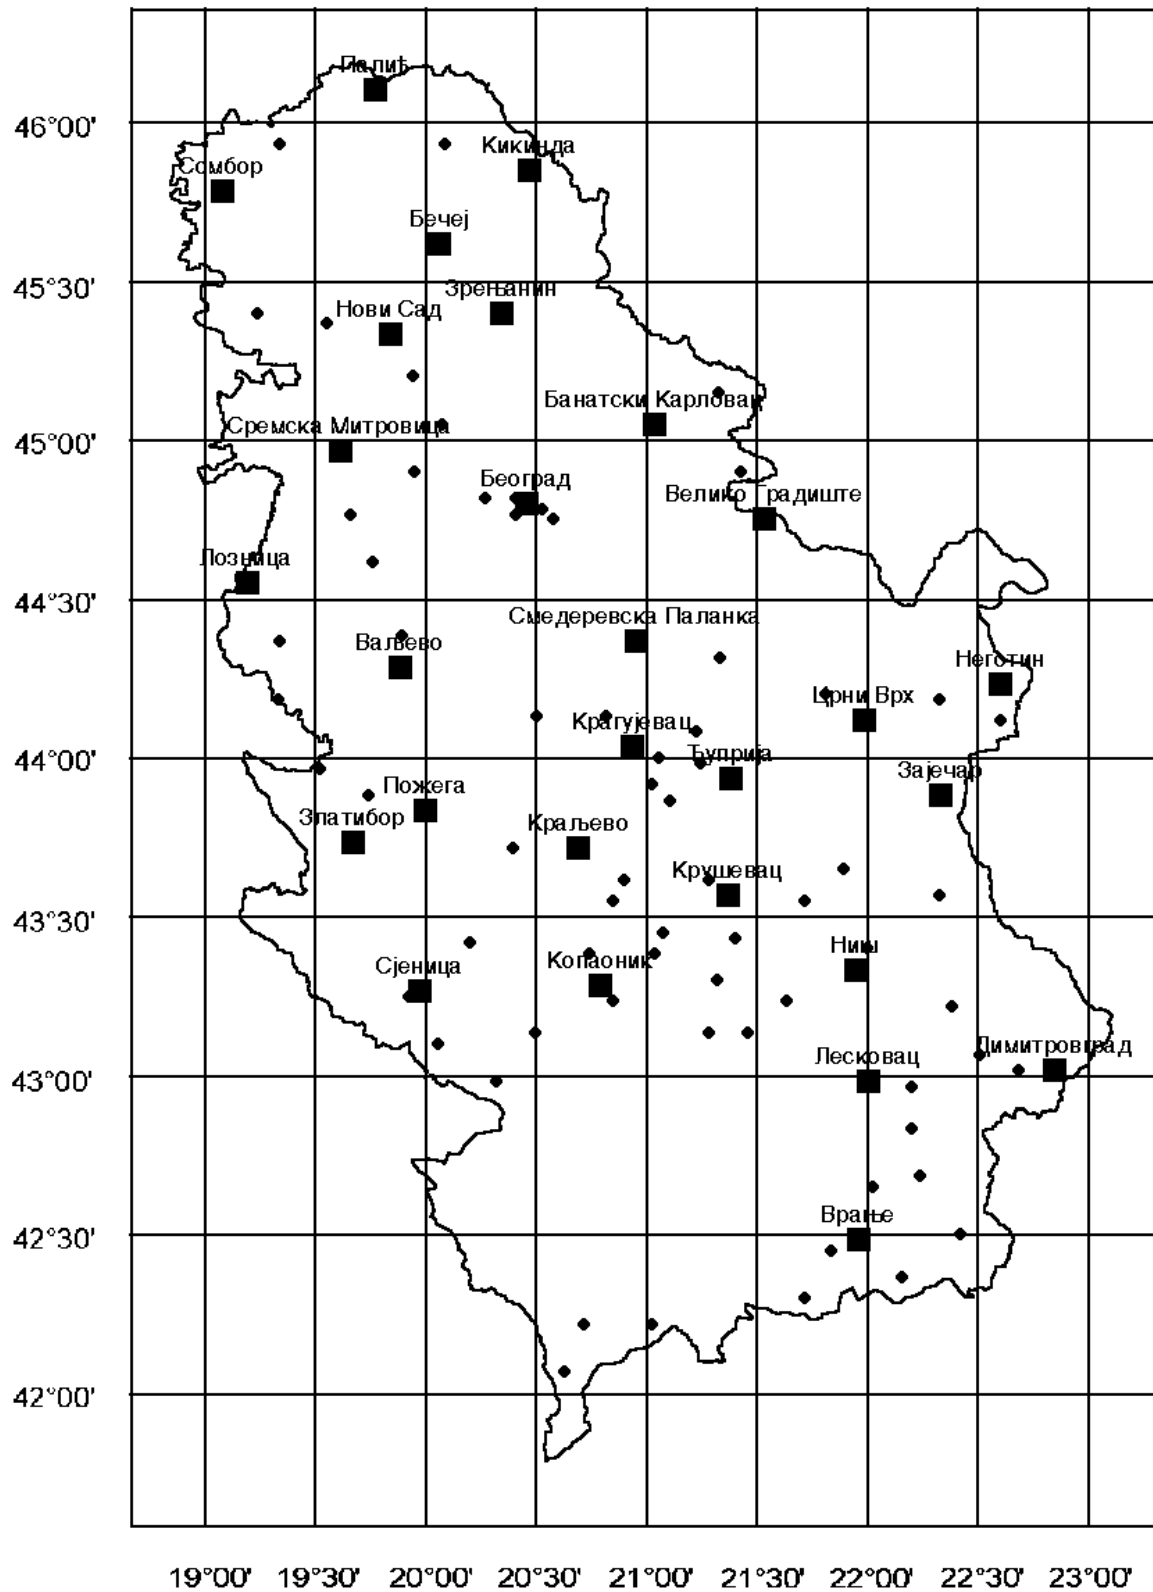 Палић
46°00'
Кикинда
Сомбор
Бечеј
45°30'
Зрењанин
Нови Сад
Банатски Карловац
Сремска Митровица
45°00'
Београд
Велико Градиште
Лозница
44°30'
Смедеревска Паланка
Ваљево
Неготин
Црни Врх
Крагујевац
44°00'
Ћуприја
Зајечар
Пожега
Златибор
Краљево
Крушевац
43°30'
Ниш
Копаоник
Сјеница
Димитровград
Лесковац
43°00'
Врање
42°30'
42°00'
19°00' 19°30' 20°00' 20°30' 21°00' 21°30' 22°00' 22°30' 23°00'